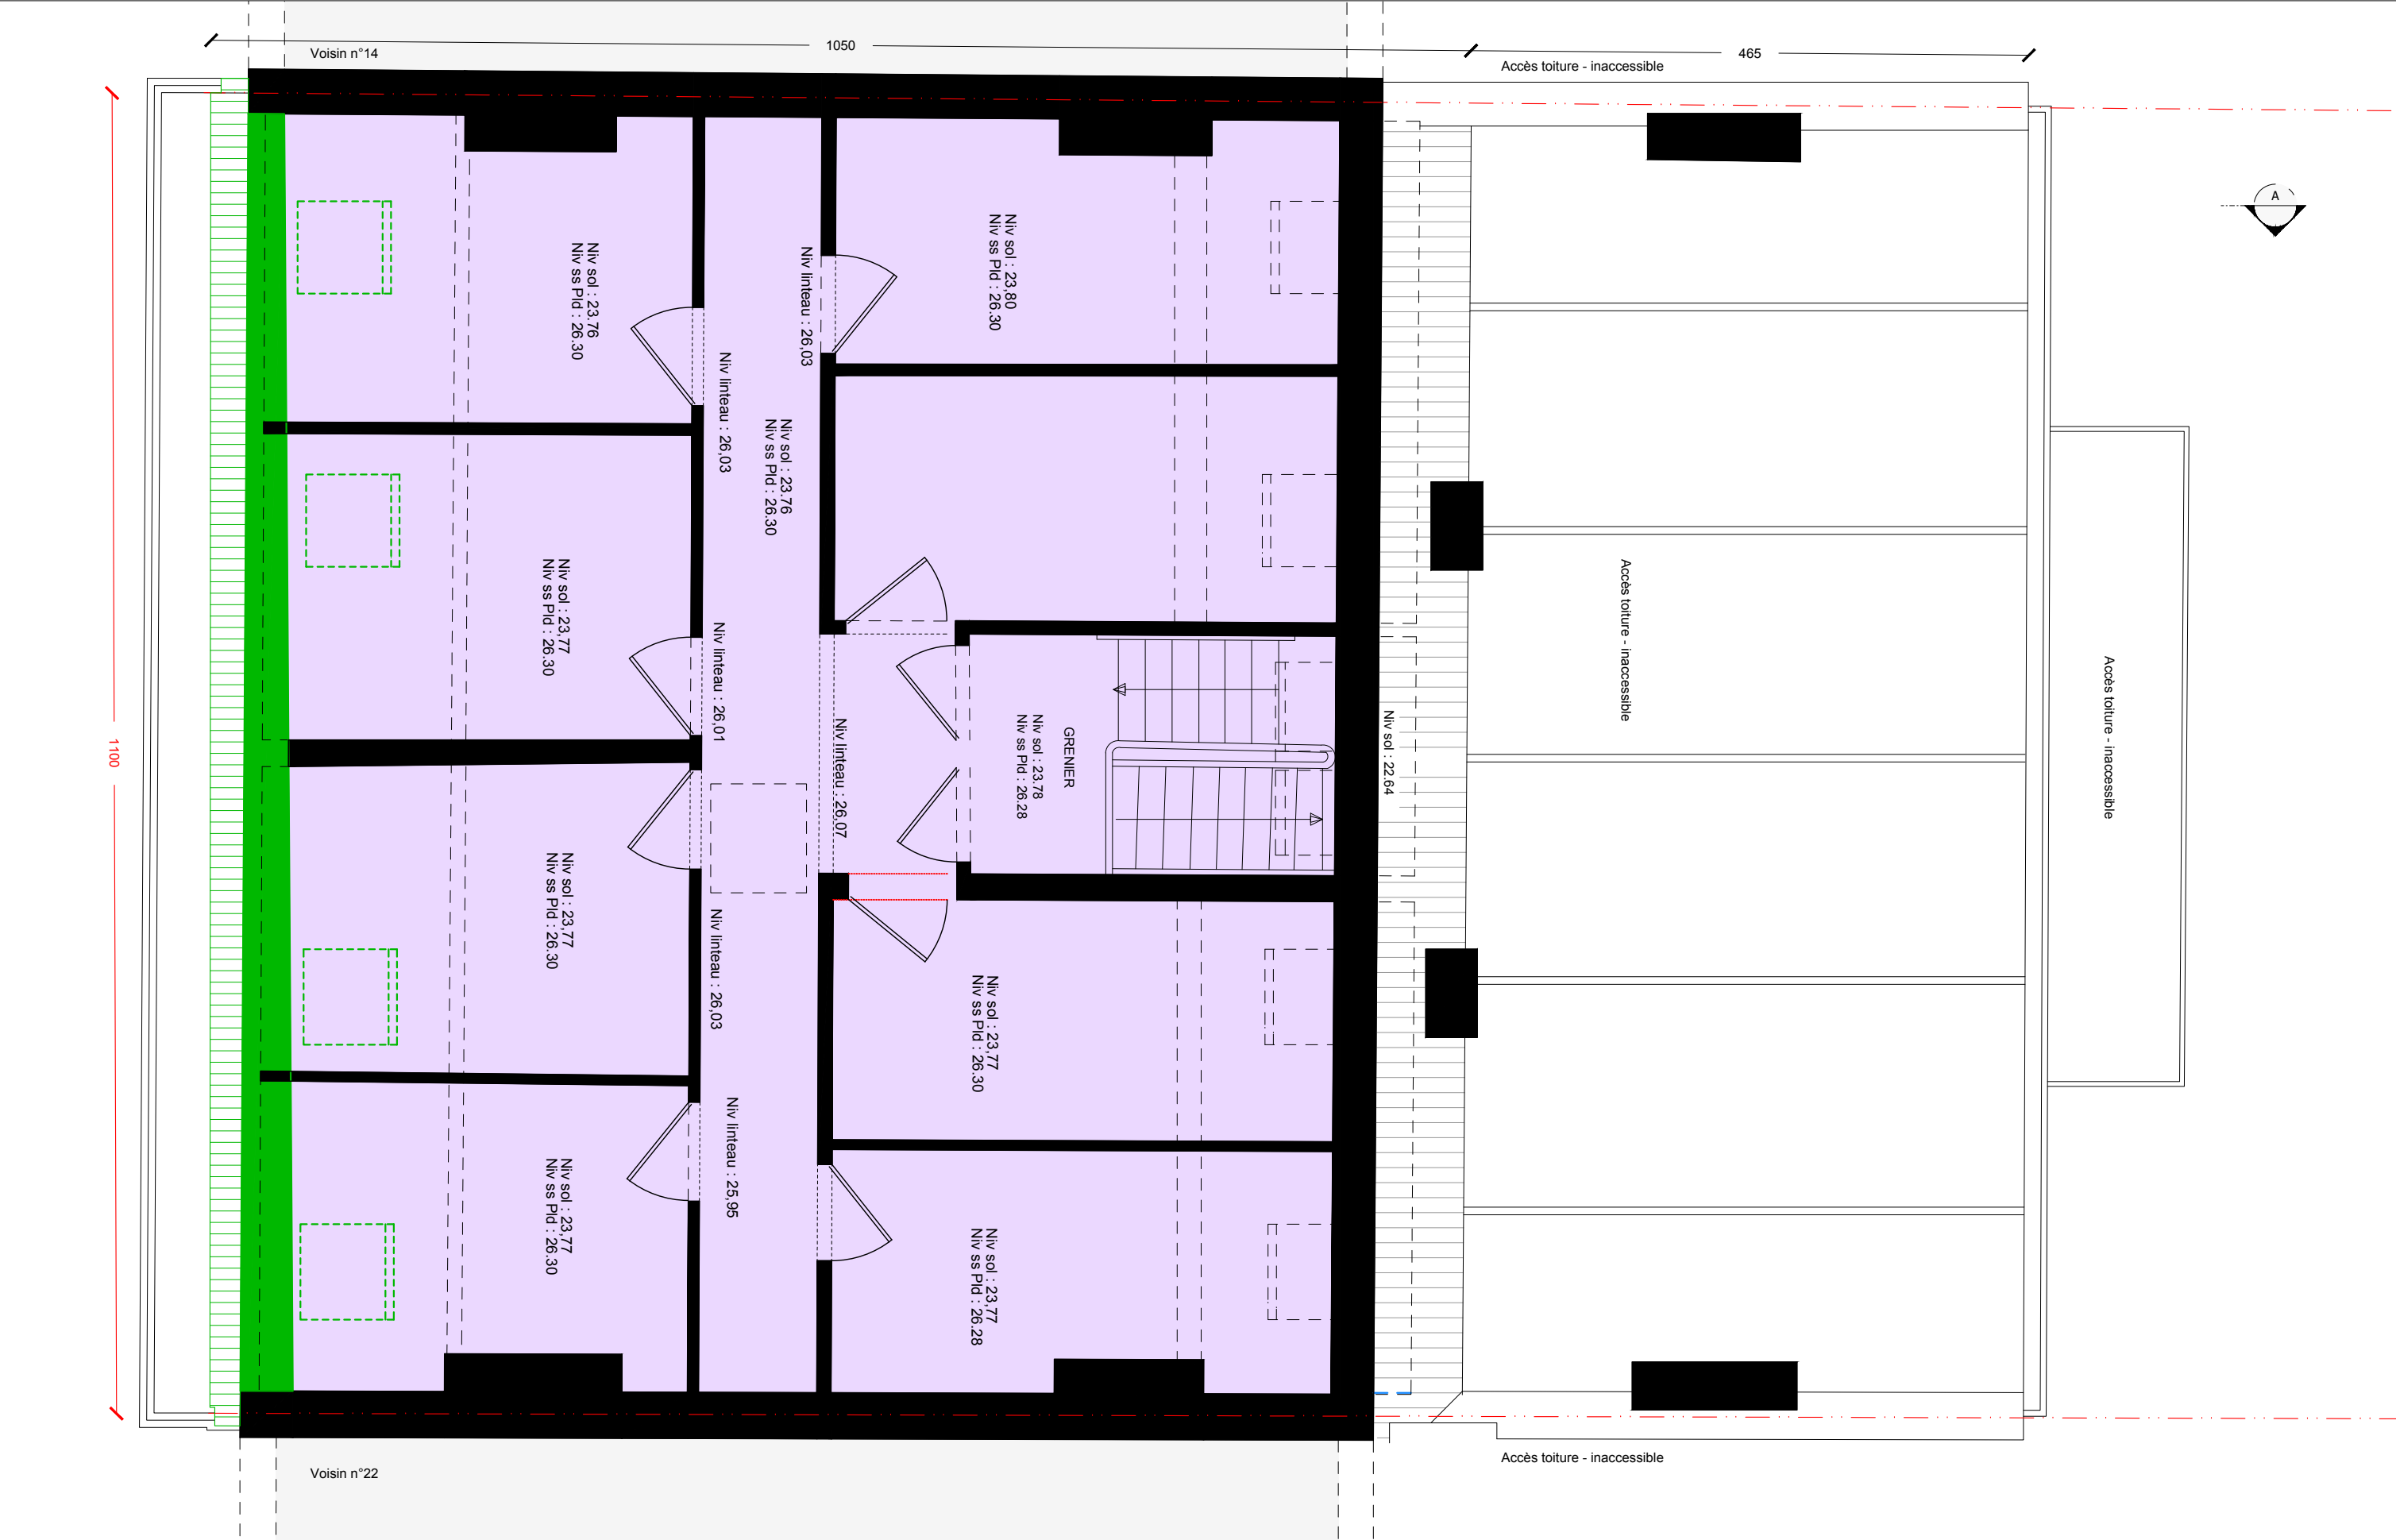 1050
465
Voisin n°14
Accès toiture - inaccessible
A
Niv sol : 23.76
Niv ss Pld : 26.30
Niv linteau : 26,03
Niv sol : 23,80
Niv ss Pld : 26.30
Niv linteau : 26,03
Niv sol : 23.76
Niv ss Pld : 26.30
Niv sol : 23,77
Niv ss Pld : 26.30
Niv linteau : 26,01
Niv linteau : 26,07
GRENIER
Niv sol : 23.78
Niv ss Pld : 26.28
Niv sol : 22.64
Accès toiture - inaccessible
Accès toiture - inaccessible
1100
Niv sol : 23,77
Niv ss Pld : 26.30
Niv linteau : 26,03
Niv sol : 23,77
Niv ss Pld : 26.30
Niv linteau : 25,95
Niv sol : 23,77
Niv ss Pld : 26.30
Niv sol : 23,77
Niv ss Pld : 26.28
Voisin n°22
Accès toiture - inaccessible